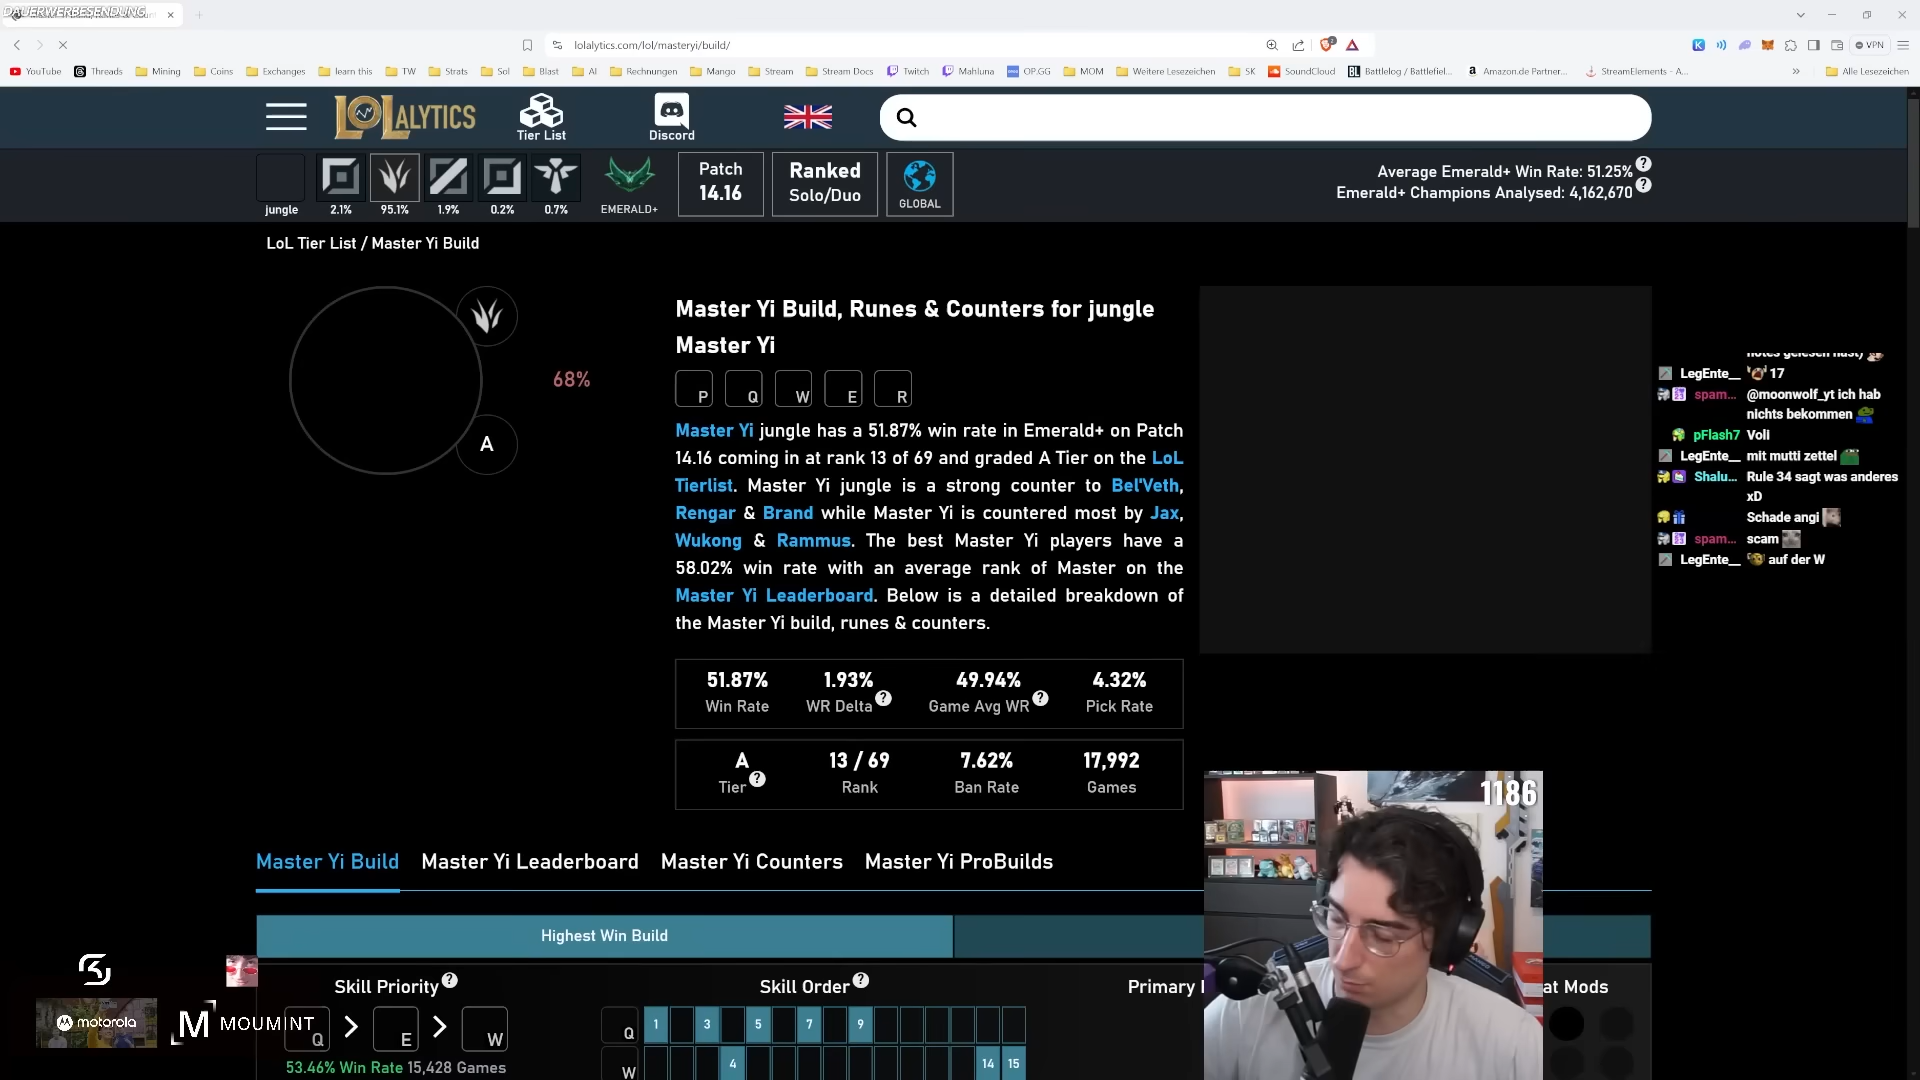 DAUERWERBESENDUNG
lolalytics.com/lol/masteryi/build/
VPN
YouTube Threads Mining Coins Exchanges learn this TW Strats Sol Blast AI Rechnungen Mango Stream Stream Docs Twitch Mahluna OP.GG MOM Weitere Lesezeichen SK SoundCloud Battlelog / Battlefiel... Amazon.de Partner... StreamElements - A... Alle Lesezeichen
LOLALYTICS
Tier List
Discord
jungle 2.1% 95.1% 1.9% 0.2% 0.7% EMERALD+
Patch
14.16
Ranked
Solo/Duo
GLOBAL
Average Emerald+ Win Rate: 51.25%
Emerald+ Champions Analysed: 4,162,670
LoL Tier List / Master Yi Build
68%
A
Master Yi Build, Runes & Counters for jungle
Master Yi
P Q W E R
Master Yi jungle has a 51.87% win rate in Emerald+ on Patch
14.16 coming in at rank 13 of 69 and graded A Tier on the LoL
Tierlist. Master Yi jungle is a strong counter to Bel'Veth,
Rengar & Brand while Master Yi is countered most by Jax,
Wukong & Rammus. The best Master Yi players have a
58.02% win rate with an average rank of Master on the
Master Yi Leaderboard. Below is a detailed breakdown of
the Master Yi build, runes & counters.
51.87% 1.93% 49.94% 4.32%
Win Rate WR Delta Game Avg WR Pick Rate
A 13 / 69 7.62% 17,992
Tier Rank Ban Rate Games
LegEnte__ 17
spam... @moonwolf_yt ich hab
nichts bekommen
pFlash7 Voli
LegEnte__ mit mutti zettel
Shalu... Rule 34 sagt was anderes
xD
Schade angi
spam... scam
LegEnte__ auf der W
1186
Master Yi Build Master Yi Leaderboard Master Yi Counters Master Yi ProBuilds
Highest Win Build
Skill Priority Skill Order Primary at Mods
Q > E > W
53.46% Win Rate 15,428 Games
Q 1 3 5 7 9
W 4 14 15
motorola
M MOUMINT